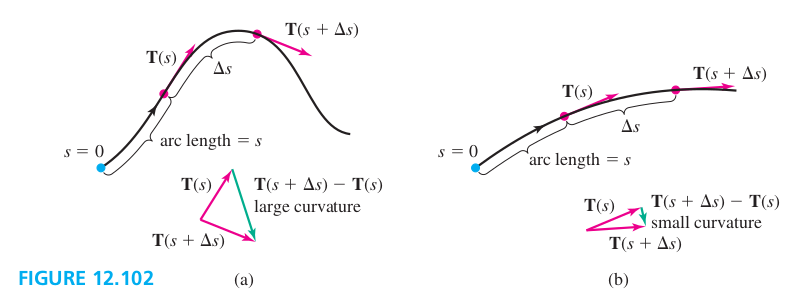 T(s + Δs)
T(s)
Δs
s = 0
arc length = s
T(s)
T(s + Δs) − T(s)
large curvature
T(s + Δs)
(a)
T(s + Δs)
T(s)
Δs
s = 0
arc length = s
T(s)
T(s + Δs) − T(s)
small curvature
T(s + Δs)
(b)
FIGURE 12.102